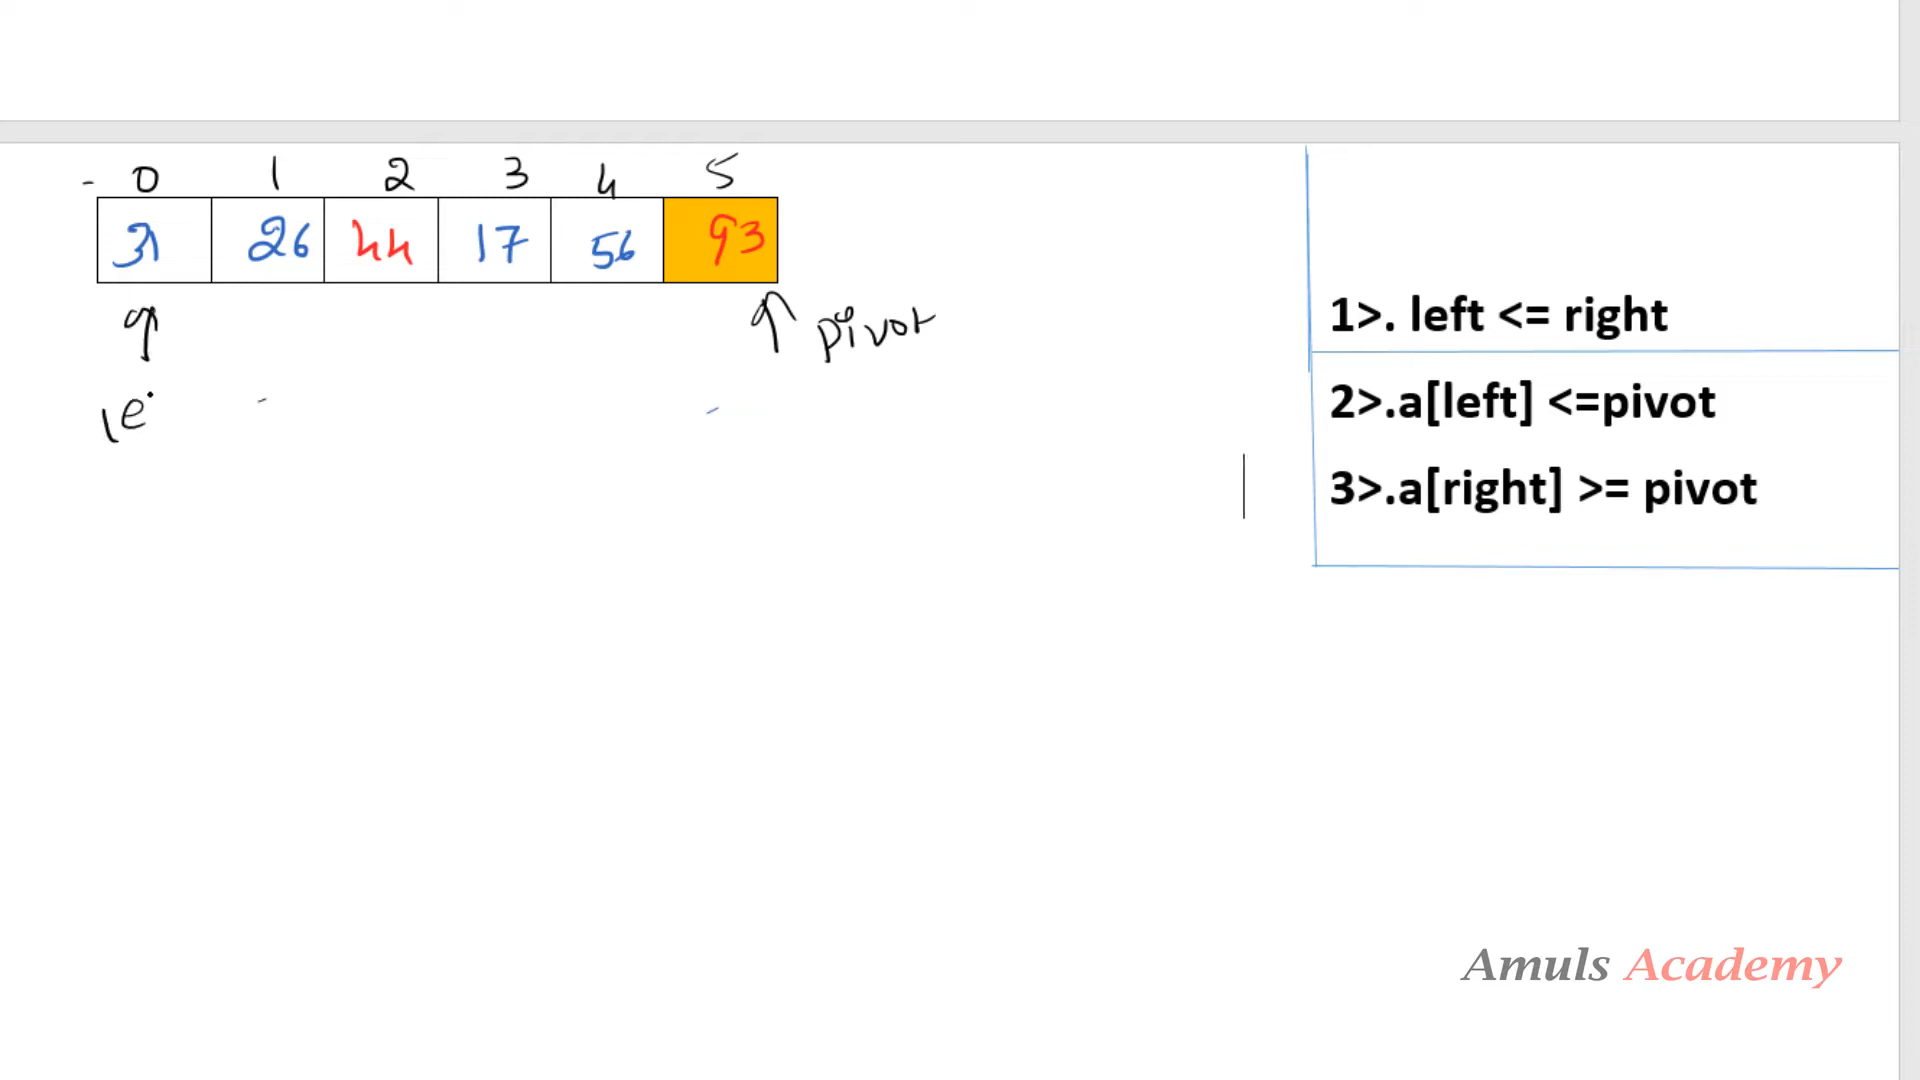 0 1 2 3 4 5
31 26 44 17 56 93
pivot
le
1>. left <= right
2>.a[left] <=pivot
3>.a[right] >= pivot
Amuls Academy